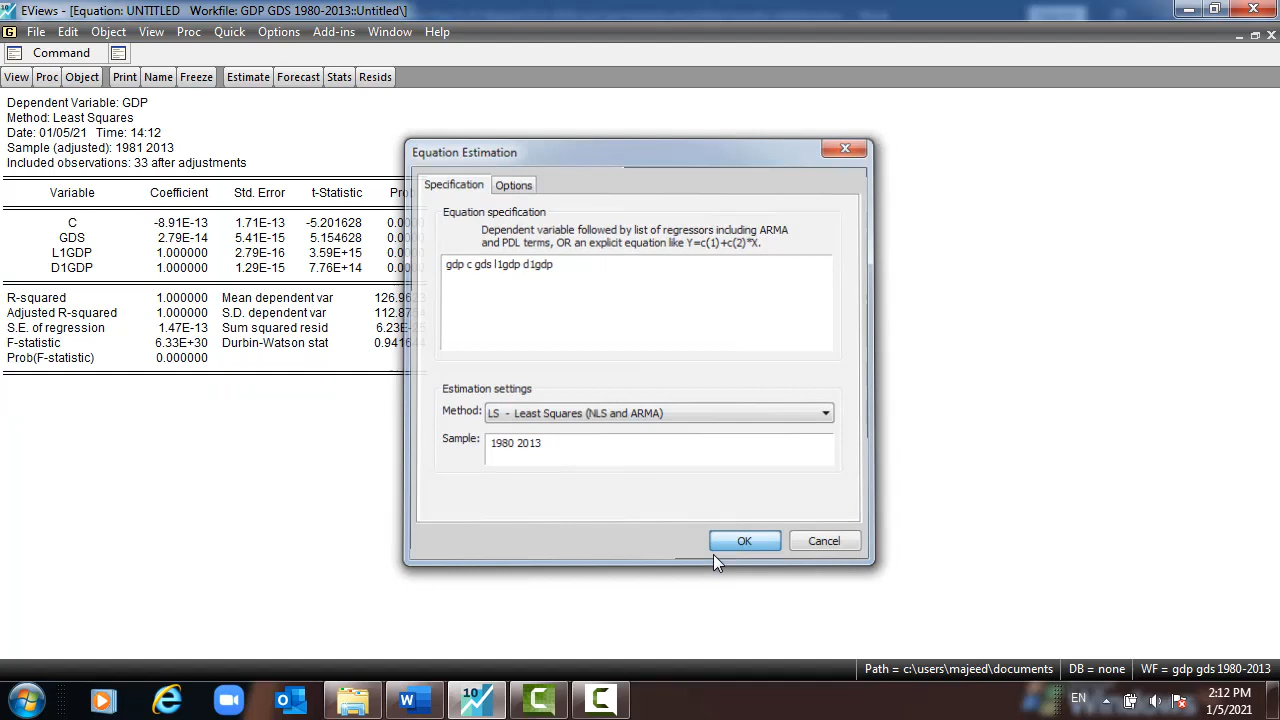 EViews - [Equation: UNTITLED   Workfile: GDP GDS 1980-2013::Untitled\]
File Edit Object View Proc Quick Options Add-ins Window Help
Command
View Proc Object Print Name Freeze Estimate Forecast Stats Resids
Dependent Variable: GDP
Method: Least Squares
Date: 01/05/21   Time: 14:12
Sample (adjusted): 1981 2013
Included observations: 33 after adjustments
Variable Coefficient Std. Error t-Statistic
C -8.91E-13 1.71E-13 -5.201628
GDS 2.79E-14 5.41E-15 5.154628
L1GDP 1.000000 2.79E-16 3.59E+15
D1GDP 1.000000 1.29E-15 7.76E+14
R-squared 1.000000 Mean dependent var
Adjusted R-squared 1.000000 S.D. dependent var
S.E. of regression 1.47E-13 Sum squared resid
F-statistic 6.33E+30 Durbin-Watson stat
Prob(F-statistic) 0.000000
Equation Estimation
Specification Options
Equation specification
Dependent variable followed by list of regressors including ARMA
and PDL terms, OR an explicit equation like Y=c(1)+c(2)*X.
gdp c gds l1gdp d1gdp
Estimation settings
Method: LS - Least Squares (NLS and ARMA)
Sample: 1980 2013
OK Cancel
Path = c:\users\majeed\documents DB = none WF = gdp gds 1980-2013
EN 2:12 PM
1/5/2021